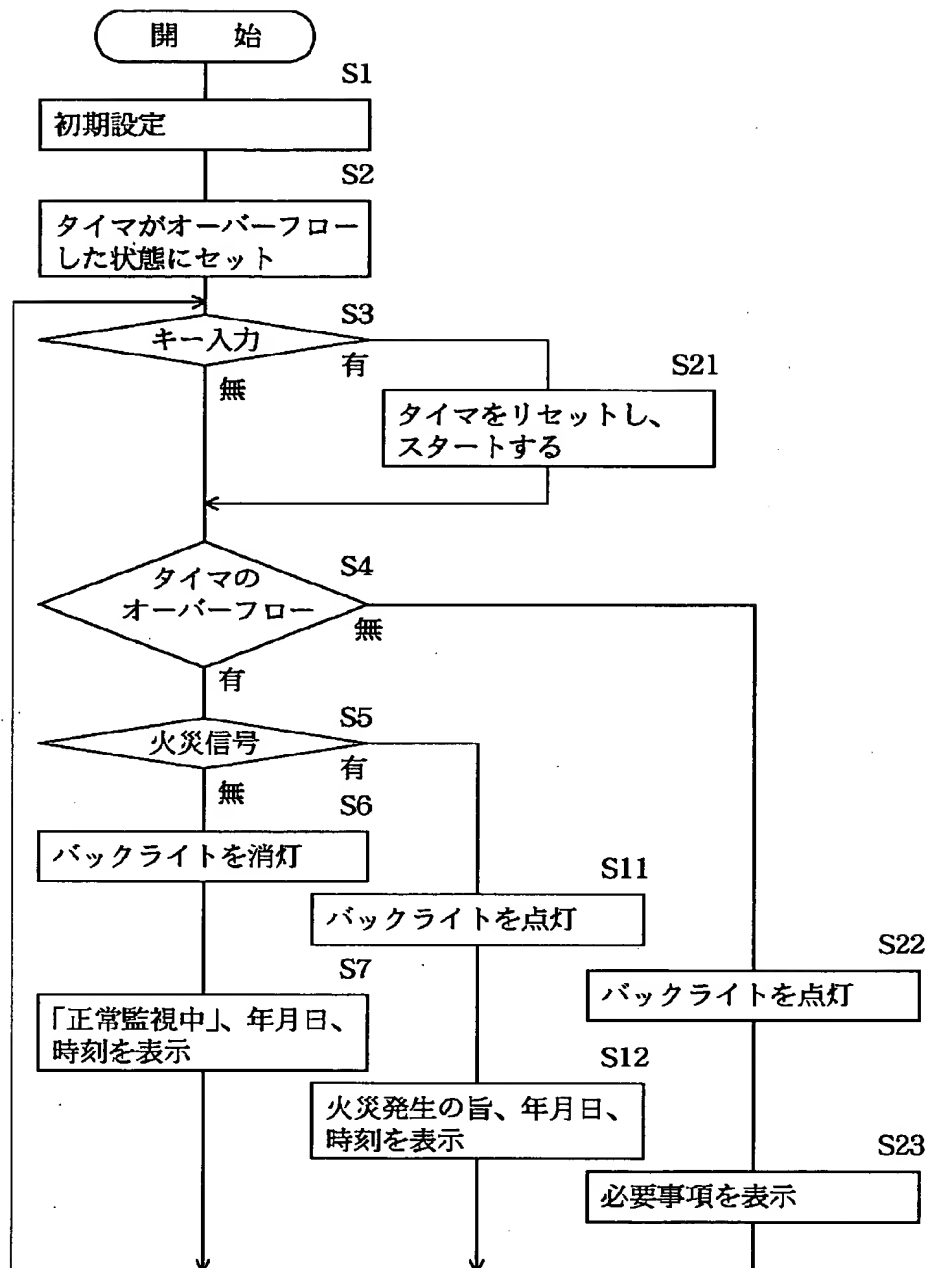 開　始
S1
初期設定
S2
タイマがオーバーフロー
した状態にセット
S3
キー入力
有
無
S21
タイマをリセットし、
スタートする
S4
タイマの
オーバーフロー
無
有
S5
火災信号
有
無
S6
バックライトを消灯
S11
バックライトを点灯
S22
バックライトを点灯
S7
「正常監視中」、年月日、
時刻を表示
S12
火災発生の旨、年月日、
時刻を表示
S23
必要事項を表示